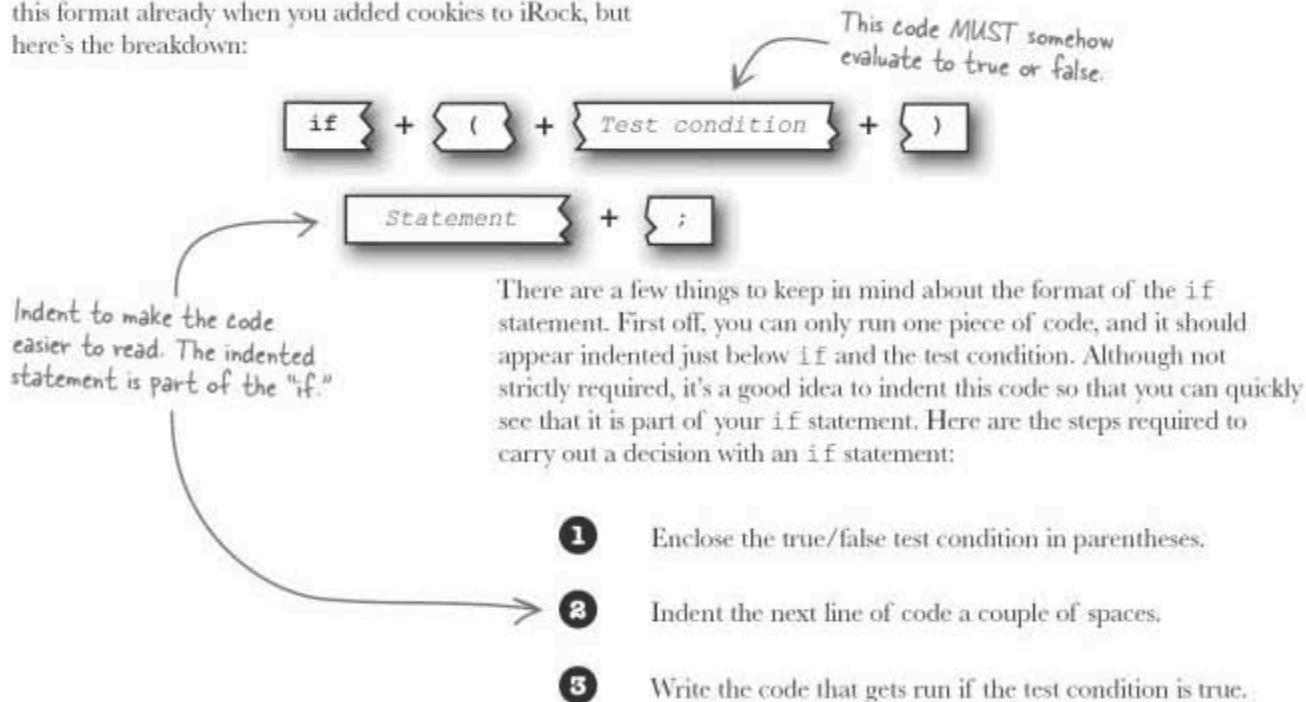 this format already when you added cookies to iRock, but
here's the breakdown:
This code MUST somehow
evaluate to true or false.
if + ( + Test condition + )
Statement + ;
Indent to make the code
easier to read. The indented
statement is part of the "if."
There are a few things to keep in mind about the format of the if
statement. First off, you can only run one piece of code, and it should
appear indented just below if and the test condition. Although not
strictly required, it's a good idea to indent this code so that you can quickly
see that it is part of your if statement. Here are the steps required to
carry out a decision with an if statement:
1 Enclose the true/false test condition in parentheses.
2 Indent the next line of code a couple of spaces.
3 Write the code that gets run if the test condition is true.